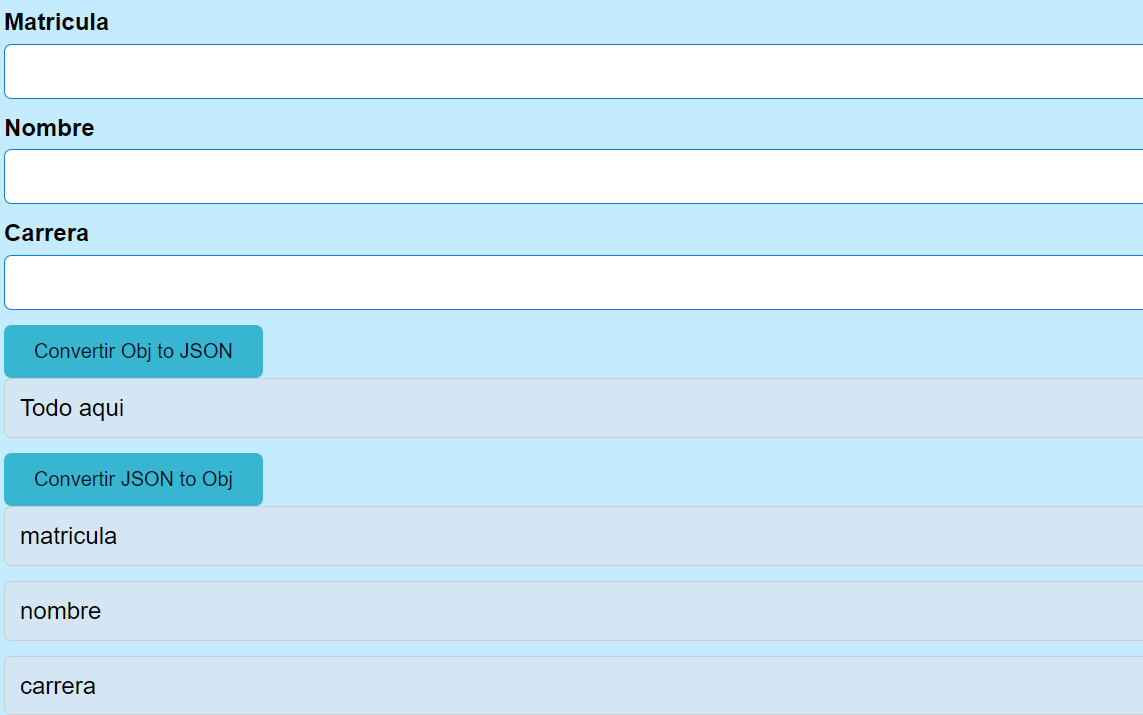 Matricula
Nombre
Carrera
Convertir Obj to JSON
Todo aqui
Convertir JSON to Obj
matricula
nombre
carrera